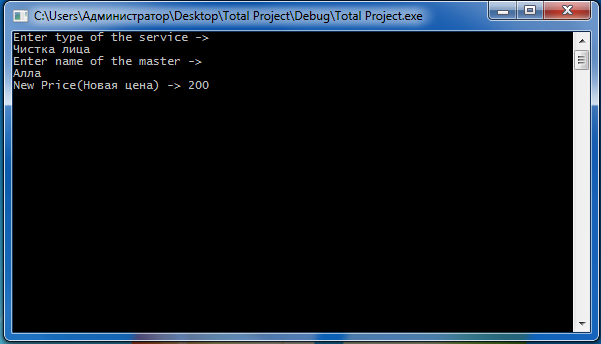 C:\Users\Администратор\Desktop\Total Project\Debug\Total Project.exe
Enter type of the service ->
Чистка лица
Enter name of the master ->
Алла
New Price(Новая цена) -> 200